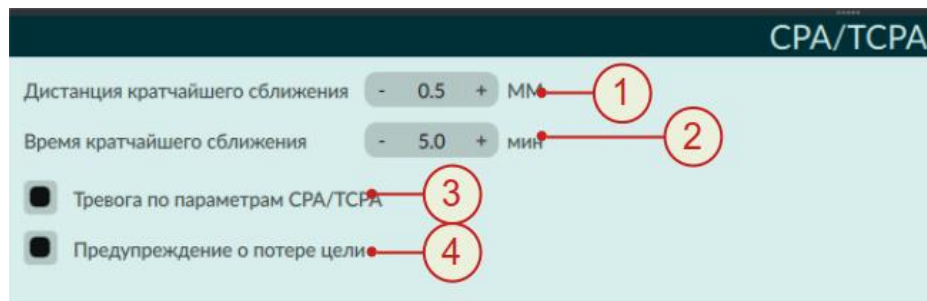 CPA/TCPA
Дистанция кратчайшего сближения - 0.5 + ММ 1
Время кратчайшего сближения - 5.0 + мин 2
Тревога по параметрам CPA/TCPA 3
Предупреждение о потере цели 4